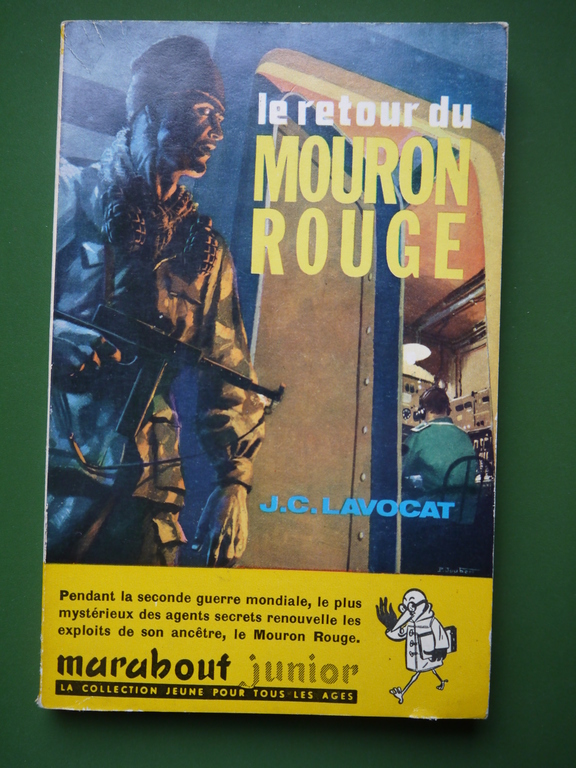 le retour du
MOURON
ROUGE
J.C. LAVOCAT
Pendant la seconde guerre mondiale, le plus
mystérieux des agents secrets renouvelle les
exploits de son ancêtre, le Mouron Rouge.
marabout junior
LA COLLECTION JEUNE POUR TOUS LES AGES